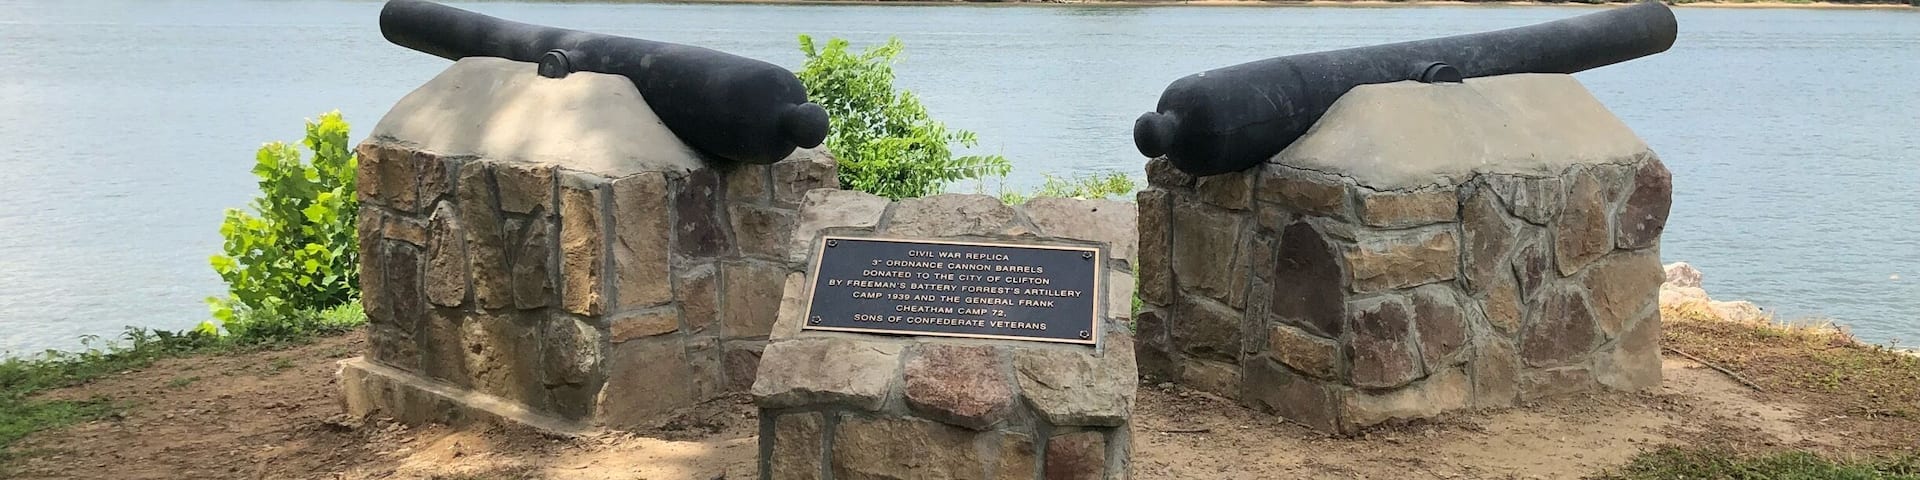 CIVIL WAR REPLICA
3" ORDNANCE CANNON BARRELS
DONATED TO THE CITY OF CLIFTON
BY FREEMAN'S BATTERY FORREST'S ARTILLERY
CAMP 1939 AND THE GENERAL FRANK
CHEATHAM CAMP 72,
SONS OF CONFEDERATE VETERANS